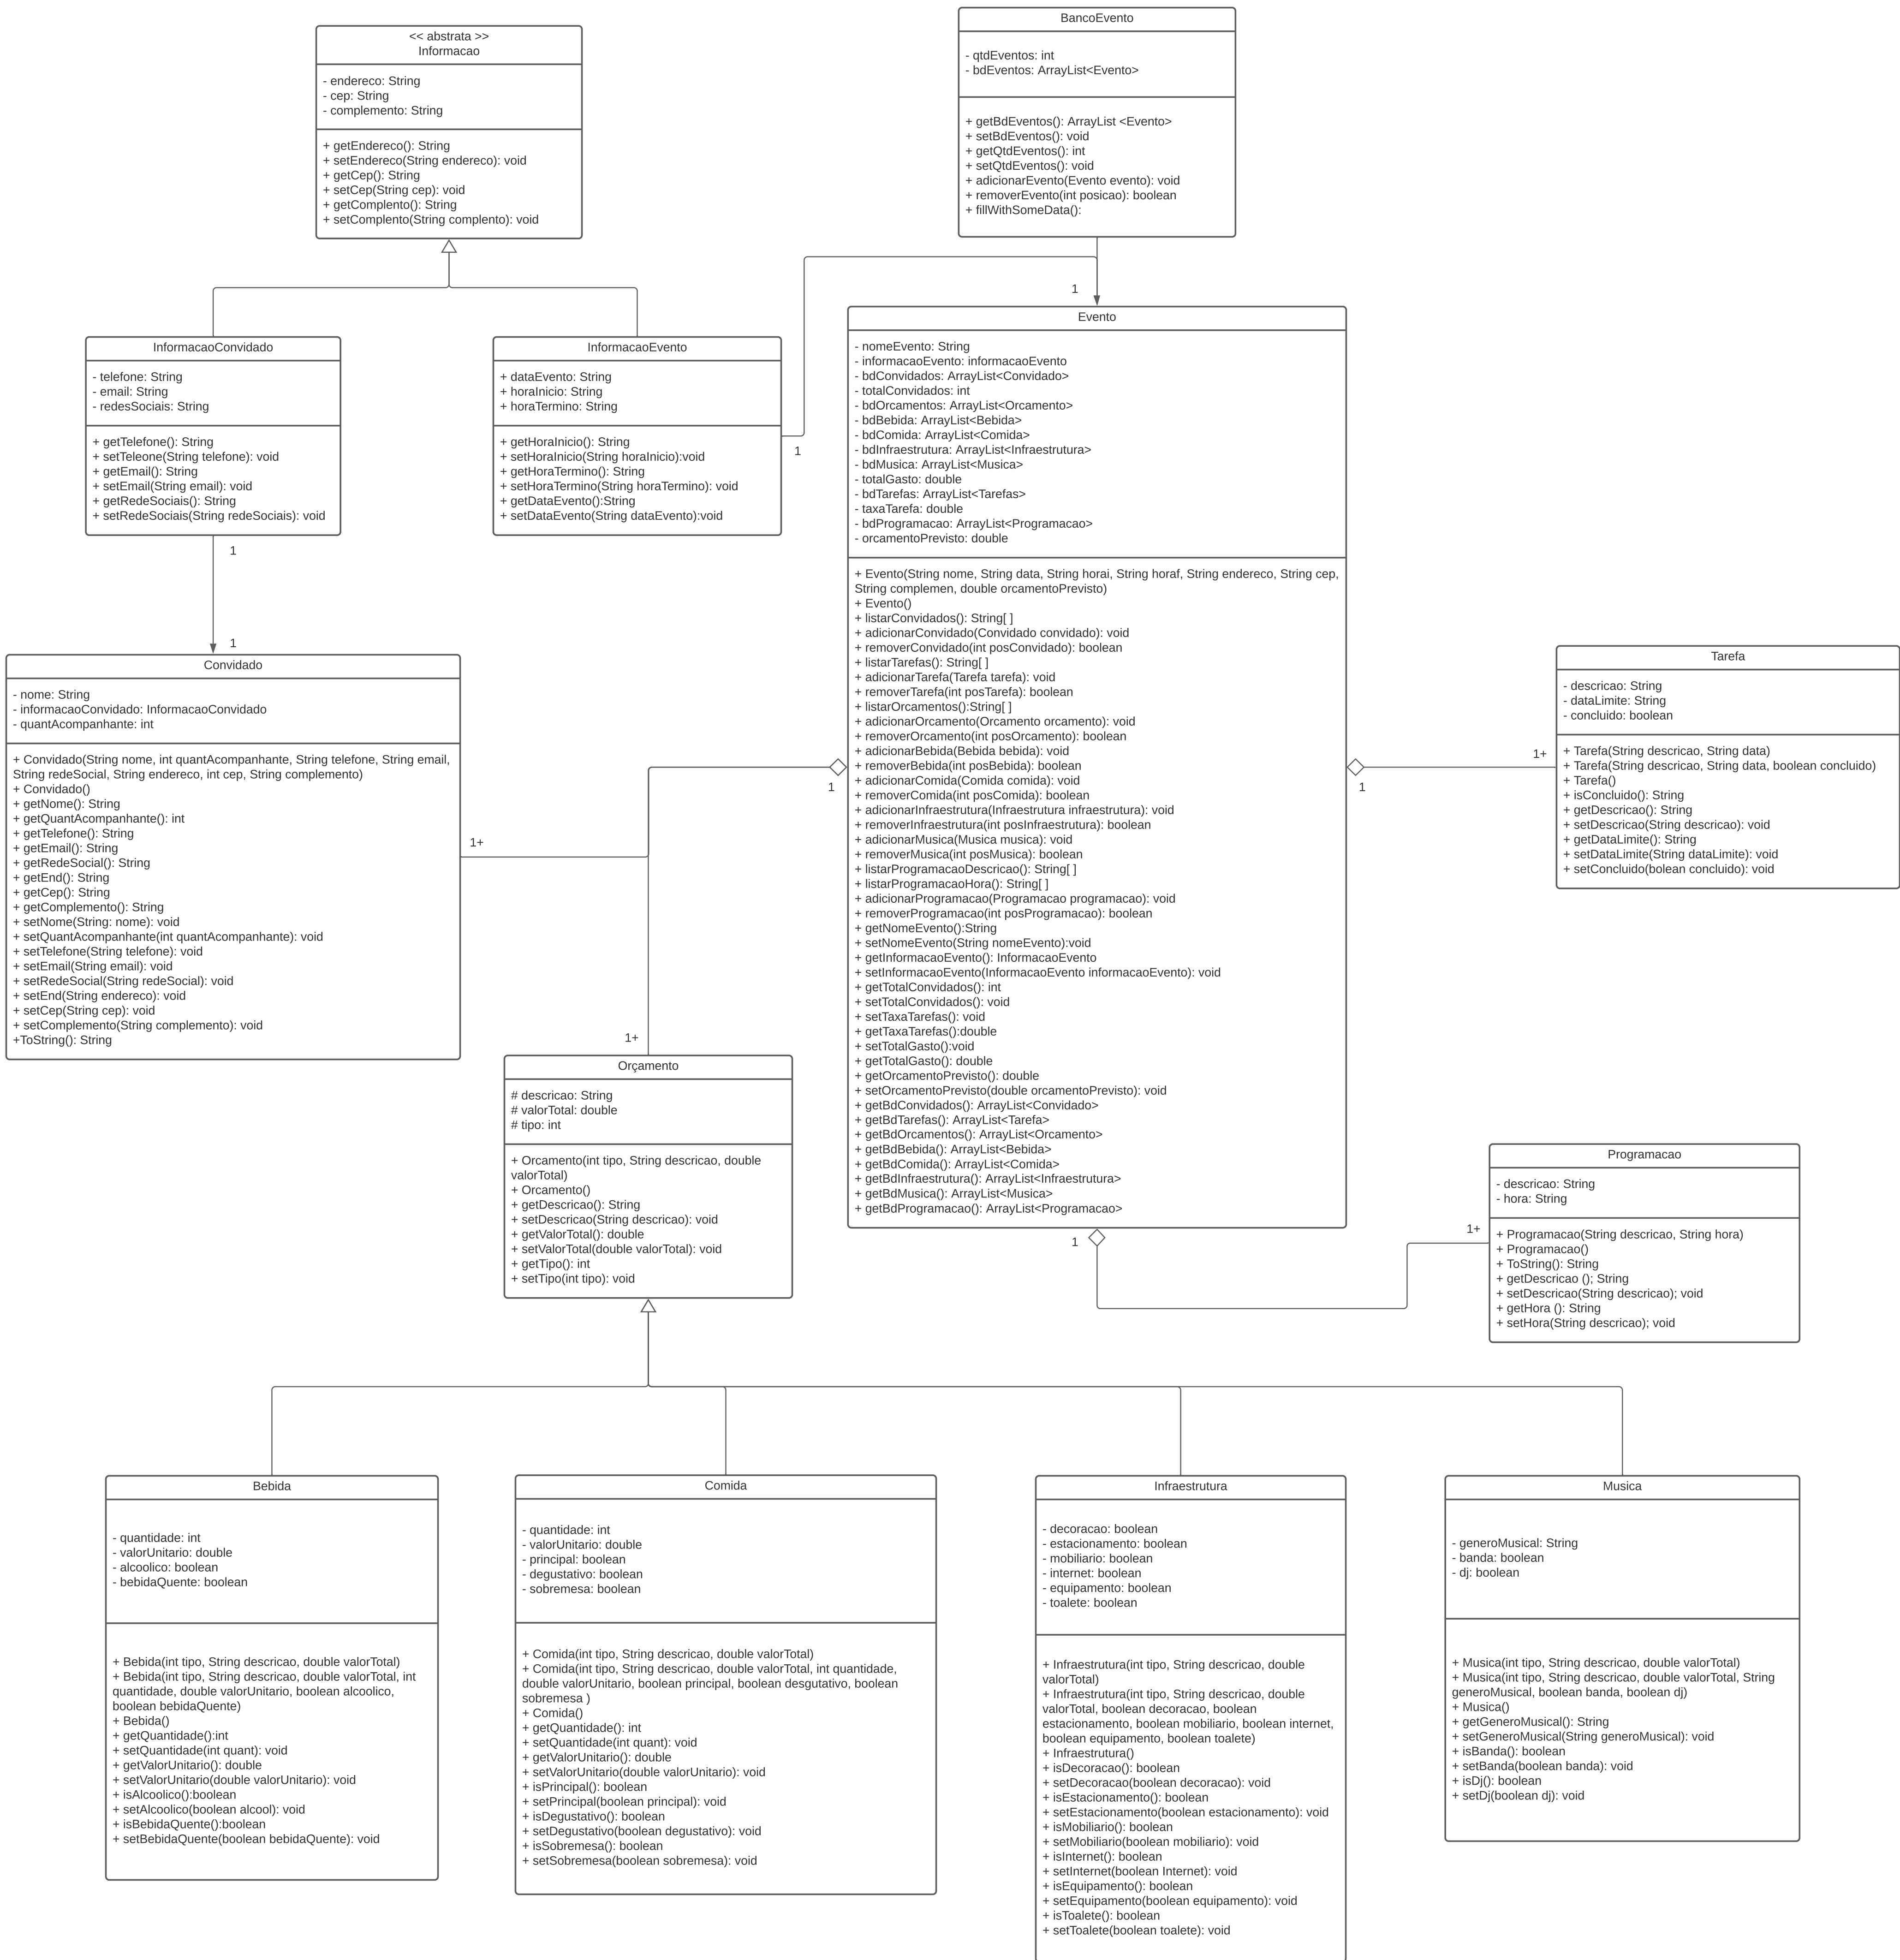 << abstrata >>
Informacao
- endereco: String
- cep: String
- complemento: String
+ getEndereco(): String
+ setEndereco(String endereco): void
+ getCep(): String
+ setCep(String cep): void
+ getComplento(): String
+ setComplento(String complento): void
BancoEvento
- qtdEventos: int
- bdEventos: ArrayList<Evento>
+ getBdEventos(): ArrayList <Evento>
+ setBdEventos(): void
+ getQtdEventos(): int
+ setQtdEventos(): void
+ adicionarEvento(Evento evento): void
+ removerEvento(int posicao): boolean
+ fillWithSomeData():
1
InformacaoConvidado
- telefone: String
- email: String
- redesSociais: String
+ getTelefone(): String
+ setTeleone(String telefone): void
+ getEmail(): String
+ setEmail(String email): void
+ getRedeSociais(): String
+ setRedeSociais(String redeSociais): void
1
1
InformacaoEvento
+ dataEvento: String
+ horaInicio: String
+ horaTermino: String
+ getHoraInicio(): String
+ setHoraInicio(String horaInicio):void
+ getHoraTermino(): String
+ setHoraTermino(String horaTermino): void
+ getDataEvento():String
+ setDataEvento(String dataEvento):void
1
Evento
- nomeEvento: String
- informacaoEvento: informacaoEvento
- bdConvidados: ArrayList<Convidado>
- totalConvidados: int
- bdOrcamentos: ArrayList<Orcamento>
- bdBebida: ArrayList<Bebida>
- bdComida: ArrayList<Comida>
- bdInfraestrutura: ArrayList<Infraestrutura>
- bdMusica: ArrayList<Musica>
- totalGasto: double
- bdTarefas: ArrayList<Tarefas>
- taxaTarefa: double
- bdProgramacao: ArrayList<Programacao>
- orcamentoPrevisto: double
+ Evento(String nome, String data, String horai, String horaf, String endereco, String cep,
String complemen, double orcamentoPrevisto)
+ Evento()
+ listarConvidados(): String[ ]
+ adicionarConvidado(Convidado convidado): void
+ removerConvidado(int posConvidado): boolean
+ listarTarefas(): String[ ]
+ adicionarTarefa(Tarefa tarefa): void
+ removerTarefa(int posTarefa): boolean
+ listarOrcamentos():String[ ]
+ adicionarOrcamento(Orcamento orcamento): void
+ removerOrcamento(int posOrcamento): boolean
+ adicionarBebida(Bebida bebida): void
+ removerBebida(int posBebida): boolean
+ adicionarComida(Comida comida): void
+ removerComida(int posComida): boolean
+ adicionarInfraestrutura(Infraestrutura infraestrutura): void
+ removerInfraestrutura(int posInfraestrutura): boolean
+ adicionarMusica(Musica musica): void
+ removerMusica(int posMusica): boolean
+ listarProgramacaoDescricao(): String[ ]
+ listarProgramacaoHora(): String[ ]
+ adicionarProgramacao(Programacao programacao): void
+ removerProgramacao(int posProgramacao): boolean
+ getNomeEvento():String
+ setNomeEvento(String nomeEvento):void
+ getInformacaoEvento(): InformacaoEvento
+ setInformacaoEvento(InformacaoEvento informacaoEvento): void
+ getTotalConvidados(): int
+ setTotalConvidados(): void
+ setTaxaTarefas(): void
+ getTaxaTarefas():double
+ setTotalGasto():void
+ getTotalGasto(): double
+ getOrcamentoPrevisto(): double
+ setOrcamentoPrevisto(double orcamentoPrevisto): void
+ getBdConvidados(): ArrayList<Convidado>
+ getBdTarefas(): ArrayList<Tarefa>
+ getBdOrcamentos(): ArrayList<Orcamento>
+ getBdBebida(): ArrayList<Bebida>
+ getBdComida(): ArrayList<Comida>
+ getBdInfraestrutura(): ArrayList<Infraestrutura>
+ getBdMusica(): ArrayList<Musica>
+ getBdProgramacao(): ArrayList<Programacao>
Convidado
- nome: String
- informacaoConvidado: InformacaoConvidado
- quantAcompanhante: int
+ Convidado(String nome, int quantAcompanhante, String telefone, String email,
String redeSocial, String endereco, int cep, String complemento)
+ Convidado()
+ getNome(): String
+ getQuantAcompanhante(): int
+ getTelefone(): String
+ getEmail(): String
+ getRedeSocial(): String
+ getEnd(): String
+ getCep(): String
+ getComplemento(): String
+ setNome(String: nome): void
+ setQuantAcompanhante(int quantAcompanhante): void
+ setTelefone(String telefone): void
+ setEmail(String email): void
+ setRedeSocial(String redeSocial): void
+ setEnd(String endereco): void
+ setCep(String cep): void
+ setComplemento(String complemento): void
+ToString(): String
1+
1
1+
1
1+
Tarefa
- descricao: String
- dataLimite: String
- concluido: boolean
+ Tarefa(String descricao, String data)
+ Tarefa(String descricao, String data, boolean concluido)
+ Tarefa()
+ isConcluido(): String
+ getDescricao(): String
+ setDescricao(String descricao): void
+ getDataLimite(): String
+ setDataLimite(String dataLimite): void
+ setConcluido(bolean concluido): void
Orçamento
# descricao: String
# valorTotal: double
# tipo: int
+ Orcamento(int tipo, String descricao, double
valorTotal)
+ Orcamento()
+ getDescricao(): String
+ setDescricao(String descricao): void
+ getValorTotal(): double
+ setValorTotal(double valorTotal): void
+ getTipo(): int
+ setTipo(int tipo): void
1
1+
Programacao
- descricao: String
- hora: String
+ Programacao(String descricao, String hora)
+ Programacao()
+ ToString(): String
+ getDescricao (); String
+ setDescricao(String descricao); void
+ getHora (): String
+ setHora(String descricao); void
Bebida
- quantidade: int
- valorUnitario: double
- alcoolico: boolean
- bebidaQuente: boolean
+ Bebida(int tipo, String descricao, double valorTotal)
+ Bebida(int tipo, String descricao, double valorTotal, int
quantidade, double valorUnitario, boolean alcoolico,
boolean bebidaQuente)
+ Bebida()
+ getQuantidade():int
+ setQuantidade(int quant): void
+ getValorUnitario(): double
+ setValorUnitario(double valorUnitario): void
+ isAlcoolico():boolean
+ setAlcoolico(boolean alcool): void
+ isBebidaQuente():boolean
+ setBebidaQuente(boolean bebidaQuente): void
Comida
- quantidade: int
- valorUnitario: double
- principal: boolean
- degustativo: boolean
- sobremesa: boolean
+ Comida(int tipo, String descricao, double valorTotal)
+ Comida(int tipo, String descricao, double valorTotal, int quantidade,
double valorUnitario, boolean principal, boolean desgutativo, boolean
sobremesa )
+ Comida()
+ getQuantidade(): int
+ setQuantidade(int quant): void
+ getValorUnitario(): double
+ setValorUnitario(double valorUnitario): void
+ isPrincipal(): boolean
+ setPrincipal(boolean principal): void
+ isDegustativo(): boolean
+ setDegustativo(boolean degustativo): void
+ isSobremesa(): boolean
+ setSobremesa(boolean sobremesa): void
Infraestrutura
- decoracao: boolean
- estacionamento: boolean
- mobiliario: boolean
- internet: boolean
- equipamento: boolean
- toalete: boolean
+ Infraestrutura(int tipo, String descricao, double
valorTotal)
+ Infraestrutura(int tipo, String descricao, double
valorTotal, boolean decoracao, boolean
estacionamento, boolean mobiliario, boolean internet,
boolean equipamento, boolean toalete)
+ Infraestrutura()
+ isDecoracao(): boolean
+ setDecoracao(boolean decoracao): void
+ isEstacionamento(): boolean
+ setEstacionamento(boolean estacionamento): void
+ isMobiliario(): boolean
+ setMobiliario(boolean mobiliario): void
+ isInternet(): boolean
+ setInternet(boolean Internet): void
+ isEquipamento(): boolean
+ setEquipamento(boolean equipamento): void
+ isToalete(): boolean
+ setToalete(boolean toalete): void
Musica
- generoMusical: String
- banda: boolean
- dj: boolean
+ Musica(int tipo, String descricao, double valorTotal)
+ Musica(int tipo, String descricao, double valorTotal, String
generoMusical, boolean banda, boolean dj)
+ Musica()
+ getGeneroMusical(): String
+ setGeneroMusical(String generoMusical): void
+ isBanda(): boolean
+ setBanda(boolean banda): void
+ isDj(): boolean
+ setDj(boolean dj): void